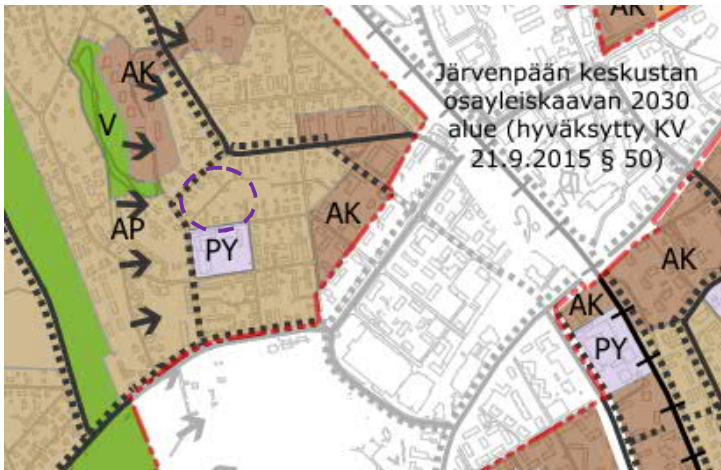 AK
AK
Järvenpään keskustan
osayleiskaavan 2030
alue (hyväksytty KV
21.9.2015 § 50)
V
AP
PY
AK
AK
AK
PY